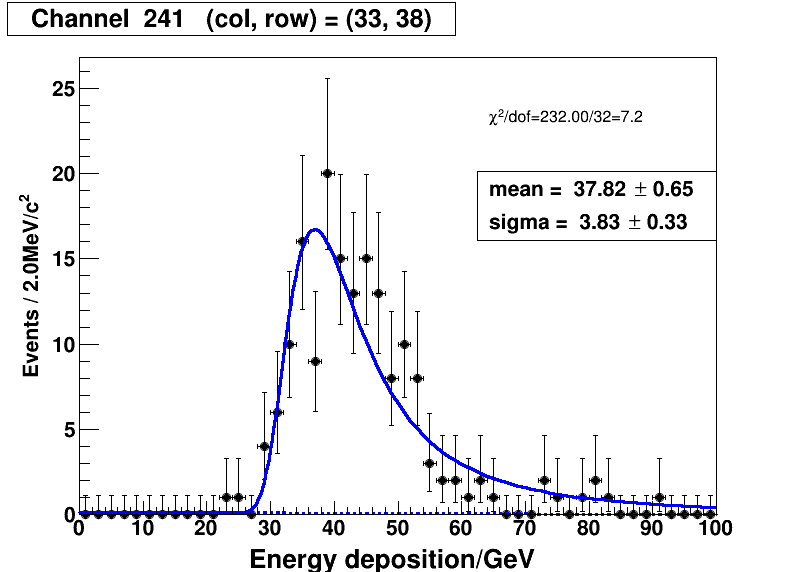 Channel 241 (col, row) = (33, 38)
χ²/dof=232.00/32=7.2
mean = 37.82 ± 0.65
sigma = 3.83 ± 0.33
Events / 2.0MeV/c²
25
20
15
10
5
0
0 10 20 30 40 50 60 70 80 90 100
Energy deposition/GeV